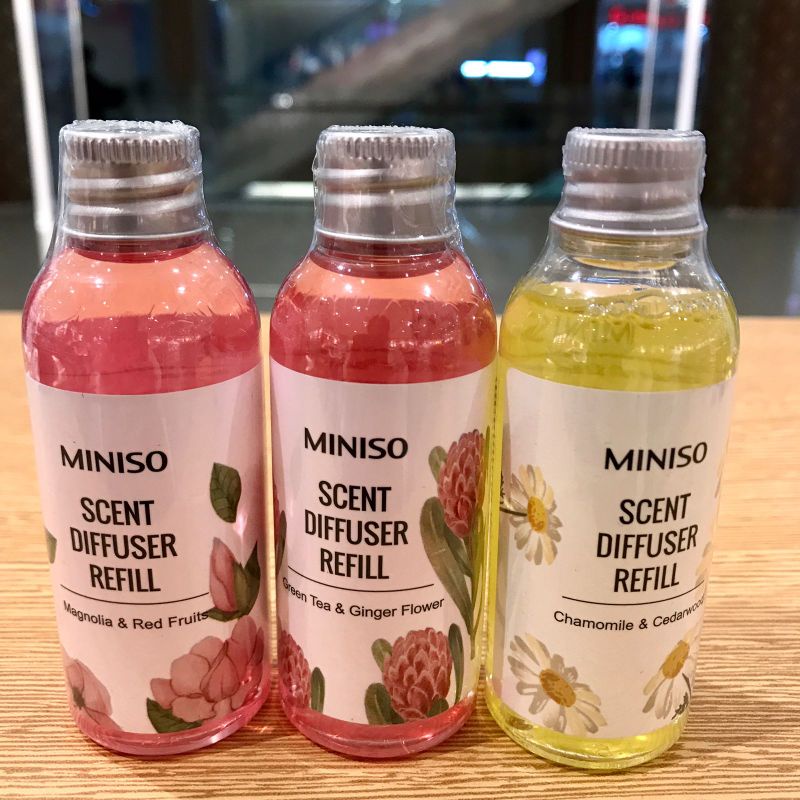 MINISO
SCENT
DIFFUSER
REFILL
Magnolia & Red Fruits
MINISO
SCENT
DIFFUSER
REFILL
Green Tea & Ginger Flower
MINISO
SCENT
DIFFUSER
REFILL
Chamomile & Cedarwood